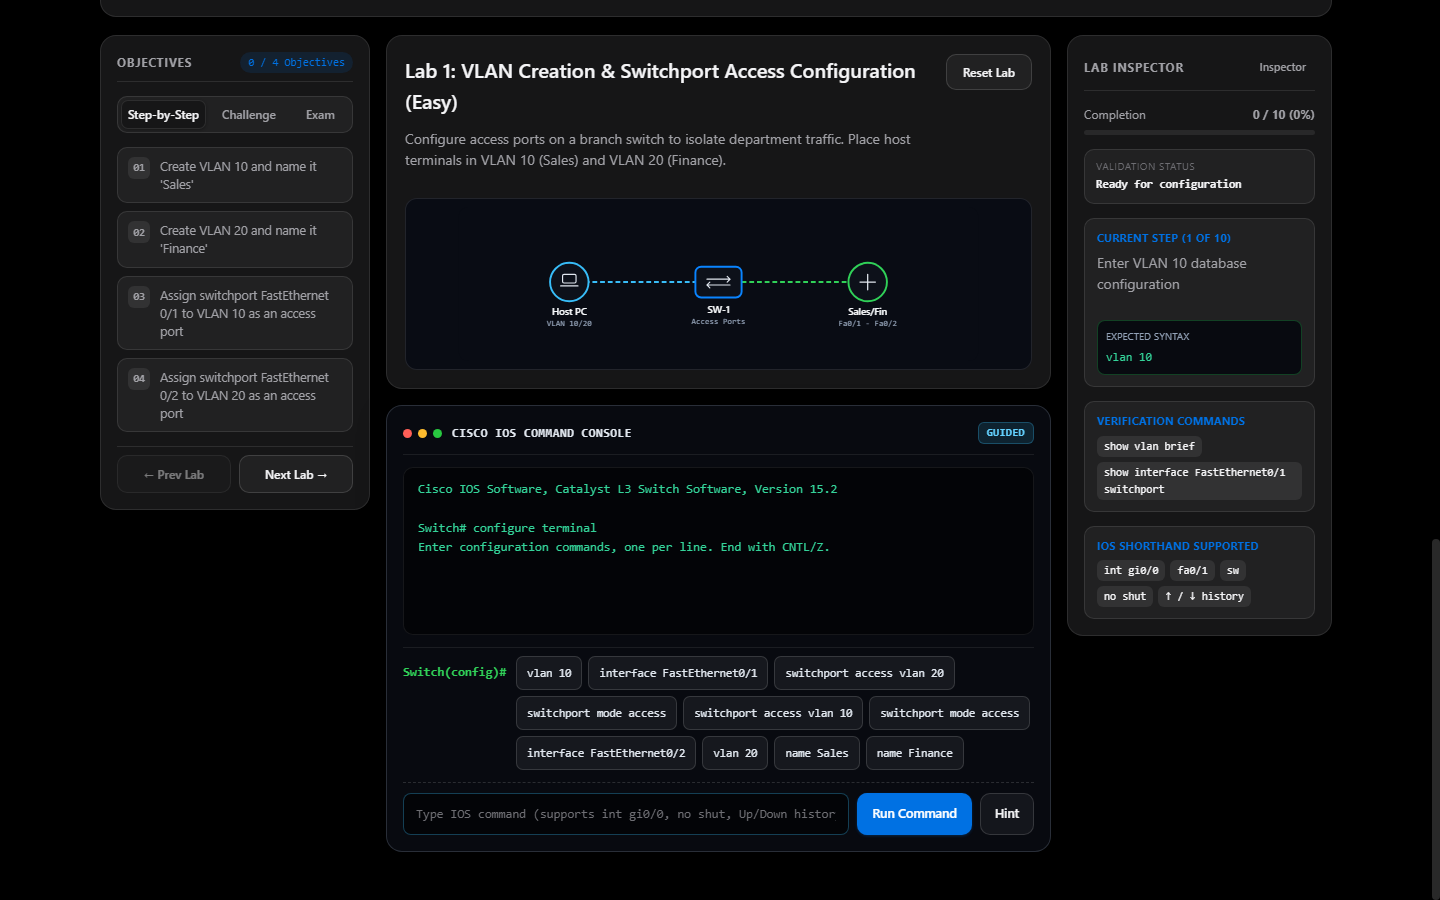 OBJECTIVES
0 / 4 Objectives
Step-by-Step
Challenge
Exam
01
Create VLAN 10 and name it
'Sales'
02
Create VLAN 20 and name it
'Finance'
03
Assign switchport FastEthernet
0/1 to VLAN 10 as an access
port
04
Assign switchport FastEthernet
0/2 to VLAN 20 as an access
port
← Prev Lab
Next Lab →
Lab 1: VLAN Creation & Switchport Access Configuration
(Easy)
Reset Lab
Configure access ports on a branch switch to isolate department traffic. Place host
terminals in VLAN 10 (Sales) and VLAN 20 (Finance).
Host PC
VLAN 10/20
SW-1
Access Ports
Sales/Fin
Fa0/1 - Fa0/2
CISCO IOS COMMAND CONSOLE
GUIDED
Cisco IOS Software, Catalyst L3 Switch Software, Version 15.2
Switch# configure terminal
Enter configuration commands, one per line. End with CNTL/Z.
Switch(config)#
vlan 10
interface FastEthernet0/1
switchport access vlan 20
switchport mode access
switchport access vlan 10
switchport mode access
interface FastEthernet0/2
vlan 20
name Sales
name Finance
Type IOS command (supports int gi0/0, no shut, Up/Down histor
Run Command
Hint
LAB INSPECTOR
Inspector
Completion
0 / 10 (0%)
VALIDATION STATUS
Ready for configuration
CURRENT STEP (1 OF 10)
Enter VLAN 10 database
configuration
EXPECTED SYNTAX
vlan 10
VERIFICATION COMMANDS
show vlan brief
show interface FastEthernet0/1
switchport
IOS SHORTHAND SUPPORTED
int gi0/0
fa0/1
sw
no shut
↑ / ↓ history